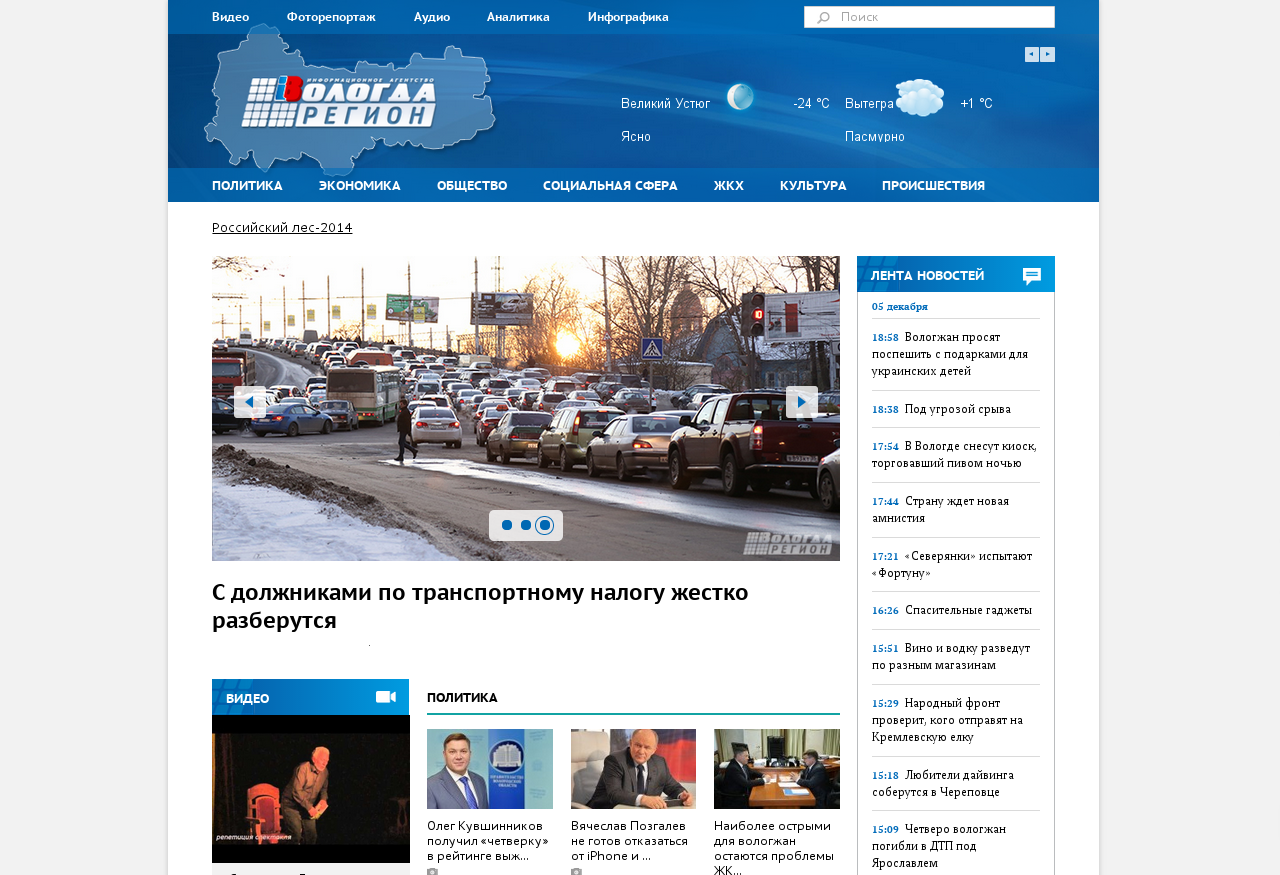 Видео Фоторепортаж Аудио Аналитика Инфографика Поиск
ИНФОРМАЦИОННОЕ АГЕНТСТВО
ВОЛОГДА
РЕГИОН
Великий Устюг -24 °C Вытегра +1 °C
Ясно Пасмурно
ПОЛИТИКА ЭКОНОМИКА ОБЩЕСТВО СОЦИАЛЬНАЯ СФЕРА ЖКХ КУЛЬТУРА ПРОИСШЕСТВИЯ
Российский лес-2014
ВОЛОГДА
РЕГИОН
С должниками по транспортному налогу жестко
разберутся
ВИДЕО
репетиция спектакля
ПОЛИТИКА
Олег Кувшинников
получил «четверку»
в рейтинге выж...
Вячеслав Позгалев
не готов отказаться
от iPhone и ...
Наиболее острыми
для вологжан
остаются проблемы
ЖК...
ЛЕНТА НОВОСТЕЙ
05 декабря
18:58 Вологжан просят
поспешить с подарками для
украинских детей
18:38 Под угрозой срыва
17:54 В Вологде снесут киоск,
торговавший пивом ночью
17:44 Страну ждет новая
амнистия
17:21 «Северянки» испытают
«Фортуну»
16:26 Спасительные гаджеты
15:51 Вино и водку разведут
по разным магазинам
15:29 Народный фронт
проверит, кого отправят на
Кремлевскую елку
15:18 Любители дайвинга
соберутся в Череповце
15:09 Четверо вологжан
погибли в ДТП под
Ярославлем